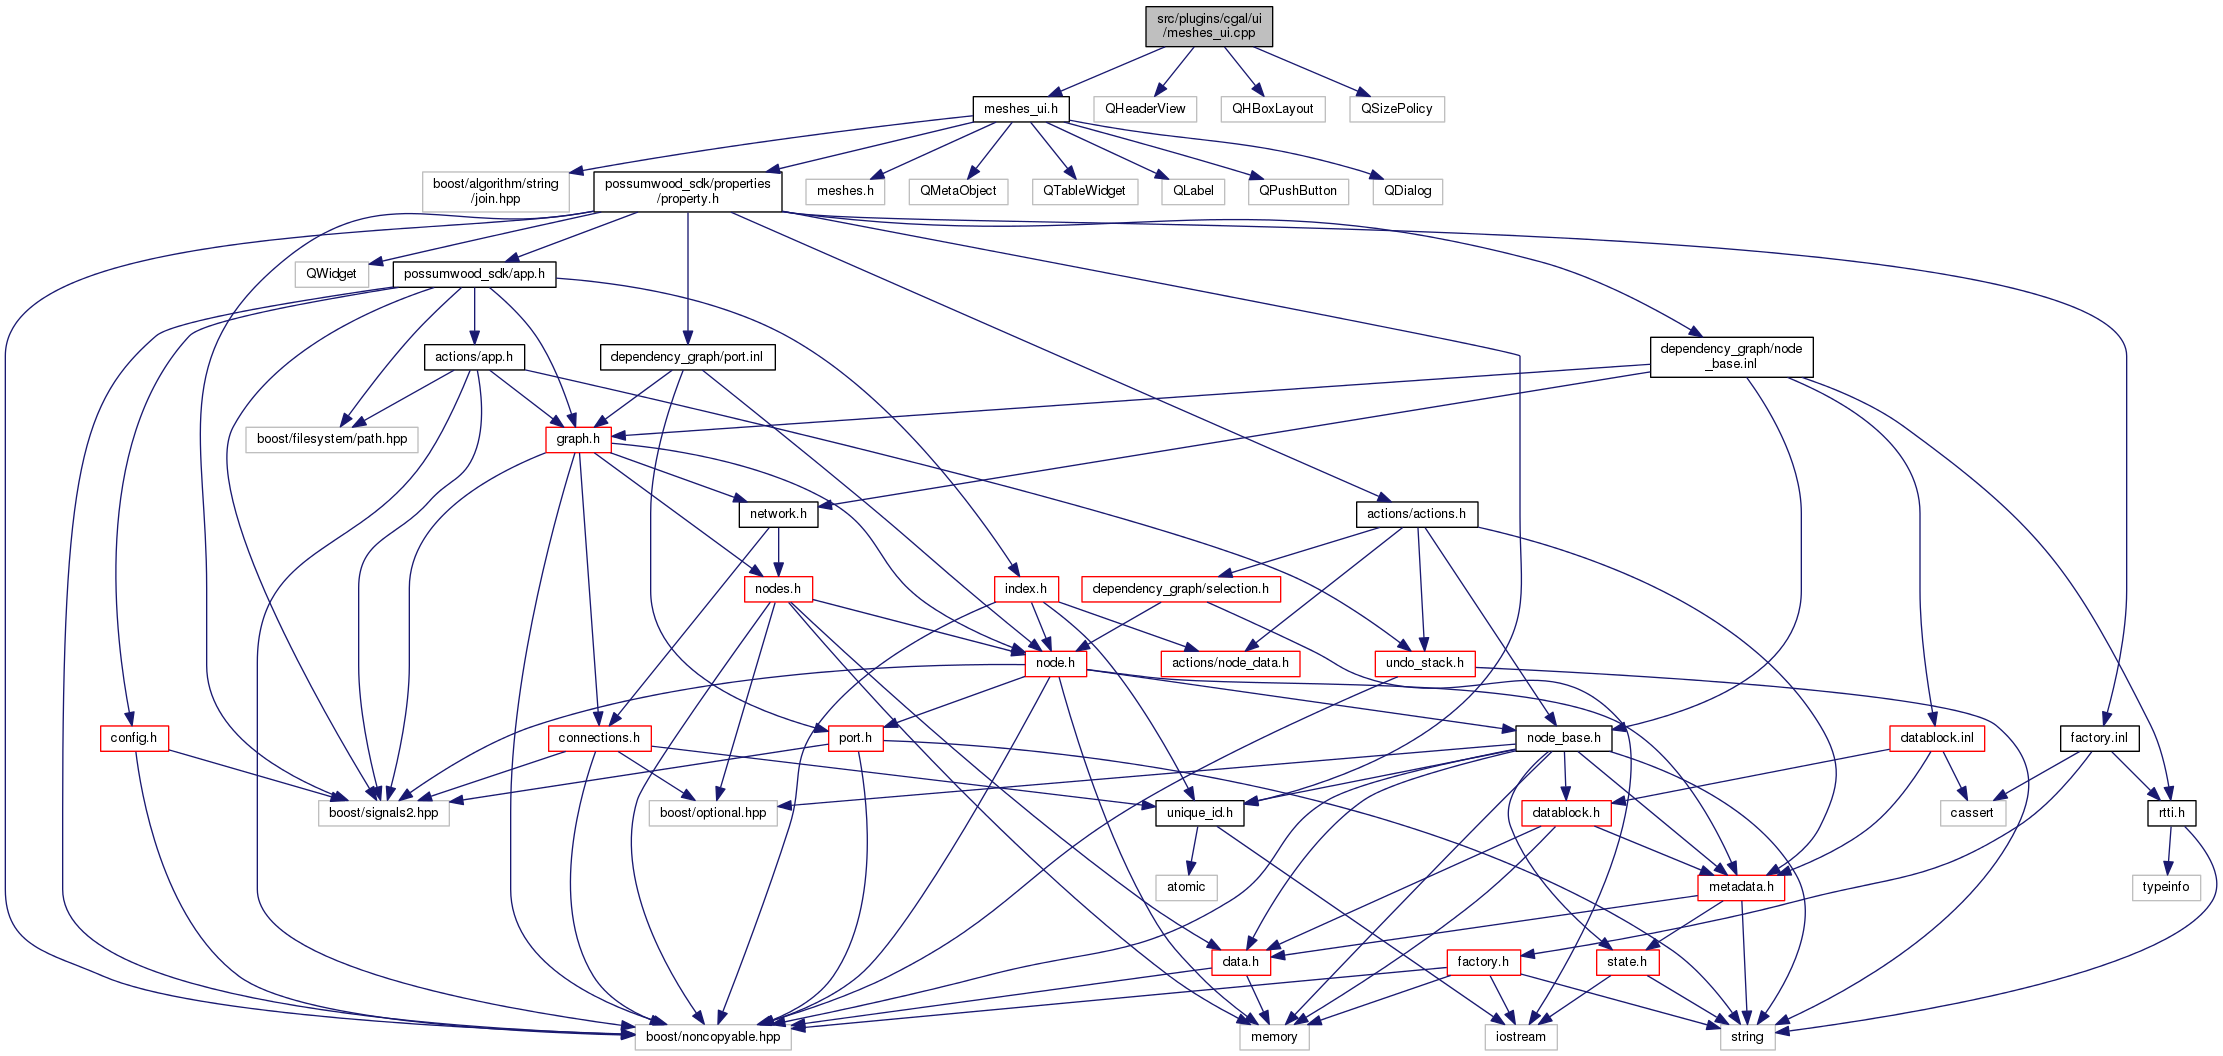 src/plugins/cgal/ui
/meshes_ui.cpp
meshes_ui.h
QHeaderView
QHBoxLayout
QSizePolicy
boost/algorithm/string
/join.hpp
possumwood_sdk/properties
/property.h
meshes.h
QMetaObject
QTableWidget
QLabel
QPushButton
QDialog
QWidget
possumwood_sdk/app.h
actions/app.h
dependency_graph/port.inl
dependency_graph/node
_base.inl
boost/filesystem/path.hpp
graph.h
network.h
actions/actions.h
nodes.h
index.h
dependency_graph/selection.h
node.h
actions/node_data.h
undo_stack.h
config.h
connections.h
port.h
node_base.h
datablock.inl
factory.inl
boost/signals2.hpp
boost/optional.hpp
unique_id.h
datablock.h
cassert
rtti.h
atomic
metadata.h
typeinfo
data.h
factory.h
state.h
boost/noncopyable.hpp
memory
iostream
string